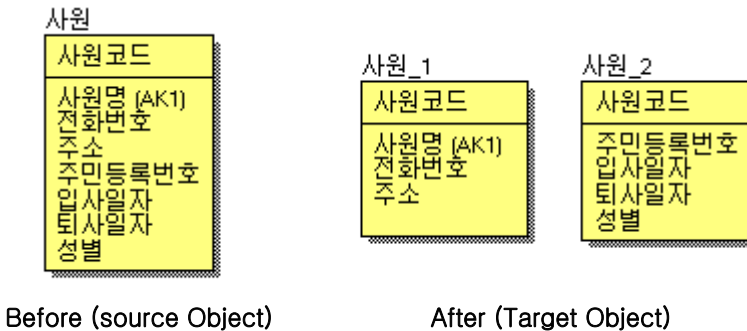 사원
사원코드
사원명 (AK1)
전화번호
주소
주민등록번호
입사일자
퇴사일자
성별
Before (source Object)
사원_1
사원코드
사원명 (AK1)
전화번호
주소
사원_2
사원코드
주민등록번호
입사일자
퇴사일자
성별
After (Target Object)